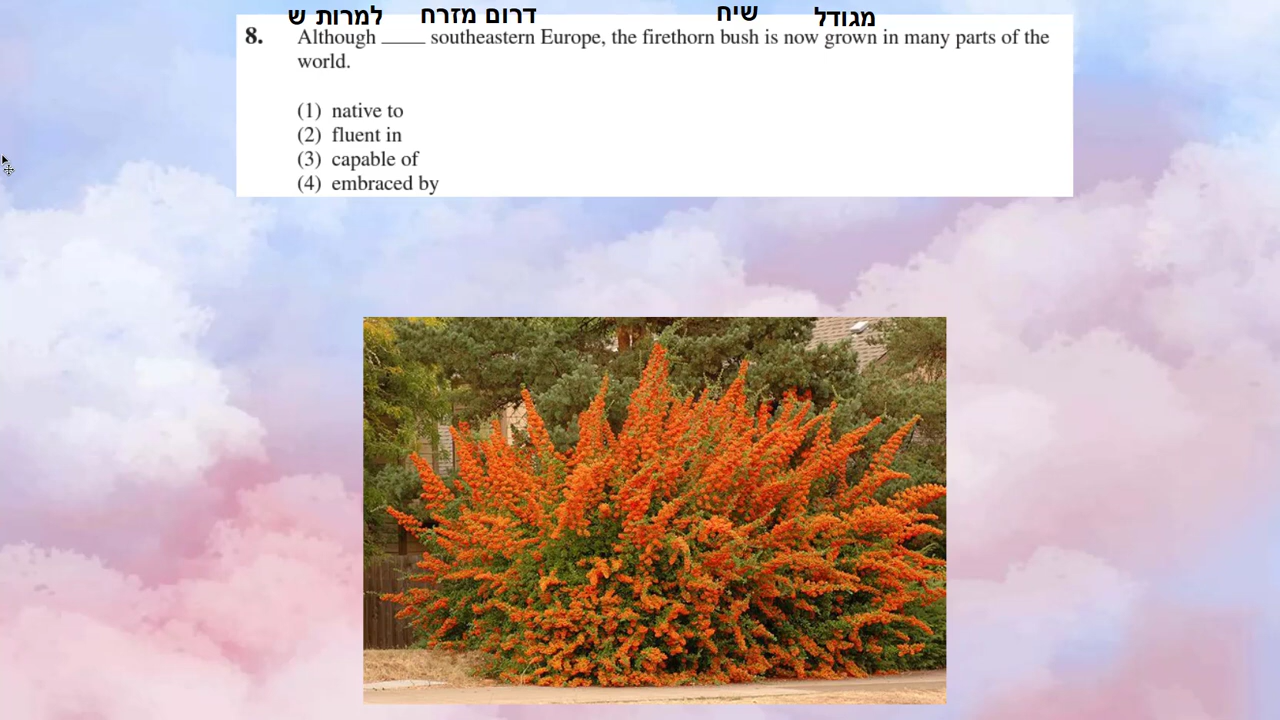 למרות ש דרום מזרח שיח מגודל
8. Although ____ southeastern Europe, the firethorn bush is now grown in many parts of the
world.
(1) native to
(2) fluent in
(3) capable of
(4) embraced by